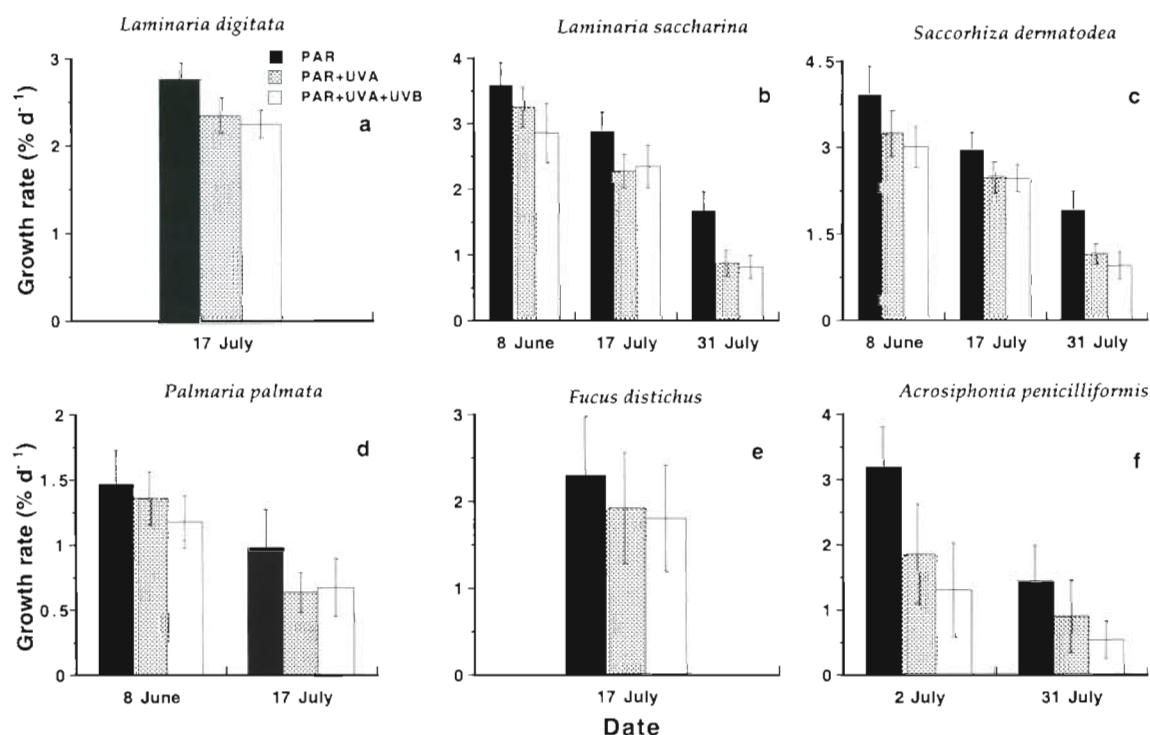 Laminaria digitata
Laminaria saccharina
Saccorhiza dermatodea
PAR
PAR+UVA
PAR+UVA+UVB
a
Growth rate (% d⁻¹)
3
2
1
0
17 July
b
4
3
2
1
0
8 June 17 July 31 July
c
4.5
3
1.5
0
8 June 17 July 31 July
Palmaria palmata
Fucus distichus
Acrosiphonia penicilliformis
d
Growth rate (% d⁻¹)
2
1.5
1
0.5
0
8 June 17 July
e
3
2
1
0
17 July
f
4
3
2
1
0
2 July 31 July
Date